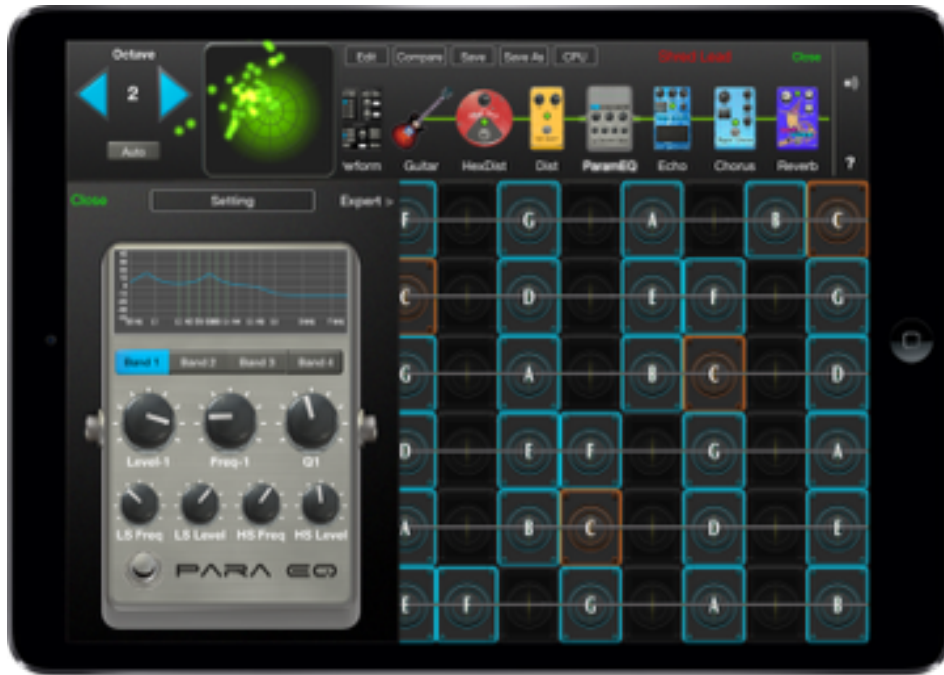 Octave
2
Auto
Edit Compare Save Save As CPU Shred Lead Close
Guitar HexDist Dist ParamEQ Echo Chorus Reverb ?
Close Setting Expert >
Band 1 Band 2 Band 3 Band 4
Level-1 Freq-1 Q1
LS Freq LS Level HS Freq HS Level
PARA EQ
F G A B C
C D E F G
G A B C D
D E F G A
A B C D E
E F G A B